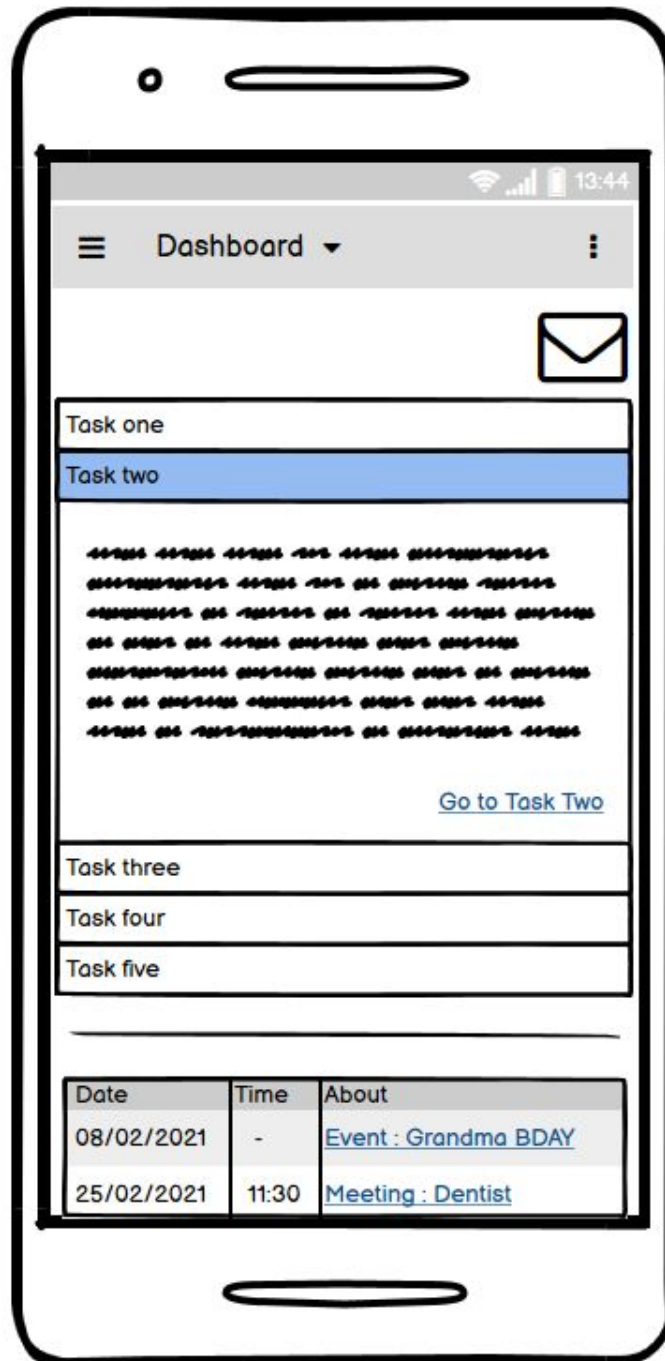 13:44
Dashboard
Task one
Task two
Go to Task Two
Task three
Task four
Task five
Date Time About
08/02/2021 - Event : Grandma BDAY
25/02/2021 11:30 Meeting : Dentist